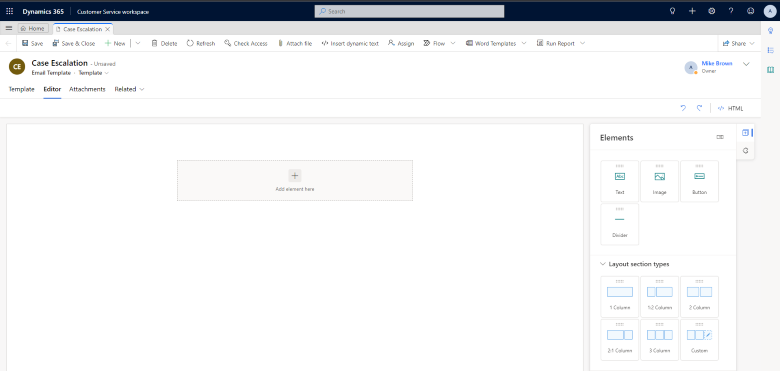 Dynamics 365 Customer Service workspace Search A
Home Case Escalation
Save Save & Close New Delete Refresh Check Access Attach file Insert dynamic text Assign Flow Word Templates Run Report Share
CE Case Escalation - Unsaved
Email Template · Template
A Mike Brown
Owner
Template Editor Attachments Related
HTML
Add element here
Elements
Abc
Text Image Button
Divider
Layout section types
1 Column 1:2 Column 2 Column
2:1 Column 3 Column Custom